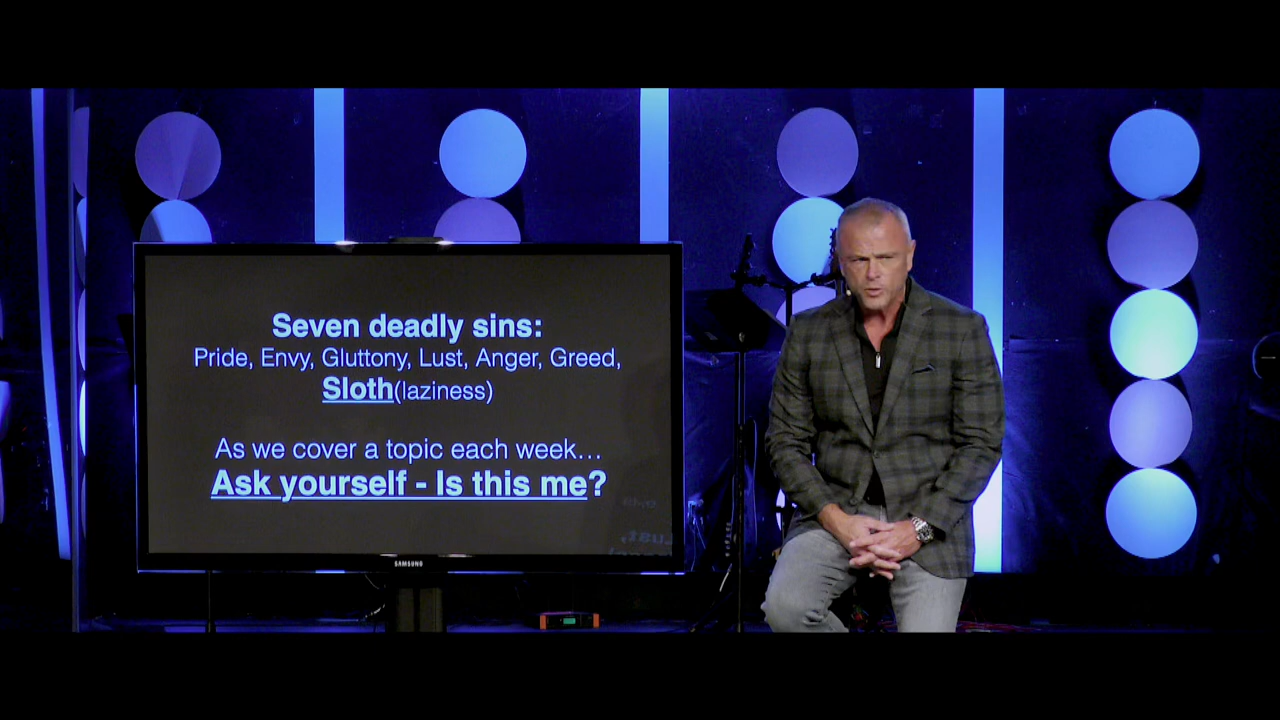 Seven deadly sins:
Pride, Envy, Gluttony, Lust, Anger, Greed,
Sloth(laziness)
As we cover a topic each week...
Ask yourself - Is this me?
SAMSUNG